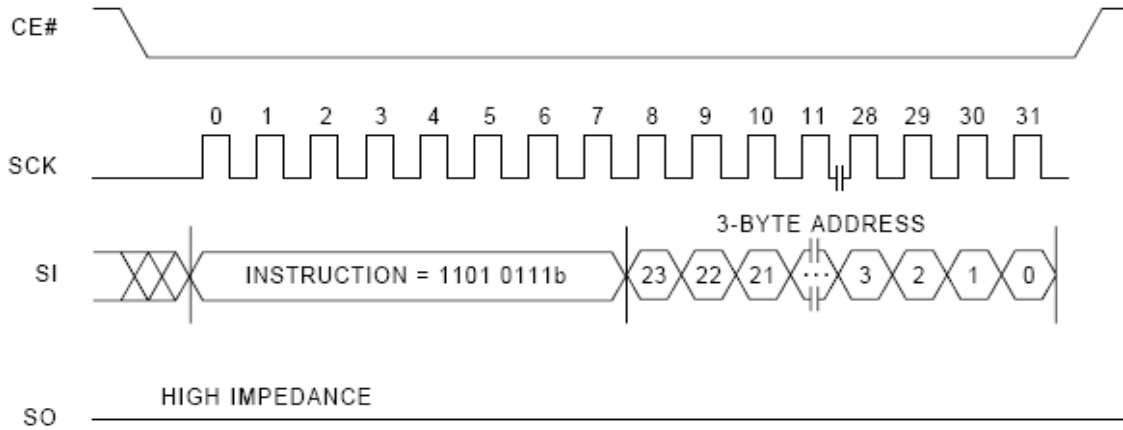 CE#
0 1 2 3 4 5 6 7 8 9 10 11 28 29 30 31
SCK
3-BYTE ADDRESS
SI INSTRUCTION = 1101 0111b 23 22 21 ... 3 2 1 0
HIGH IMPEDANCE
SO